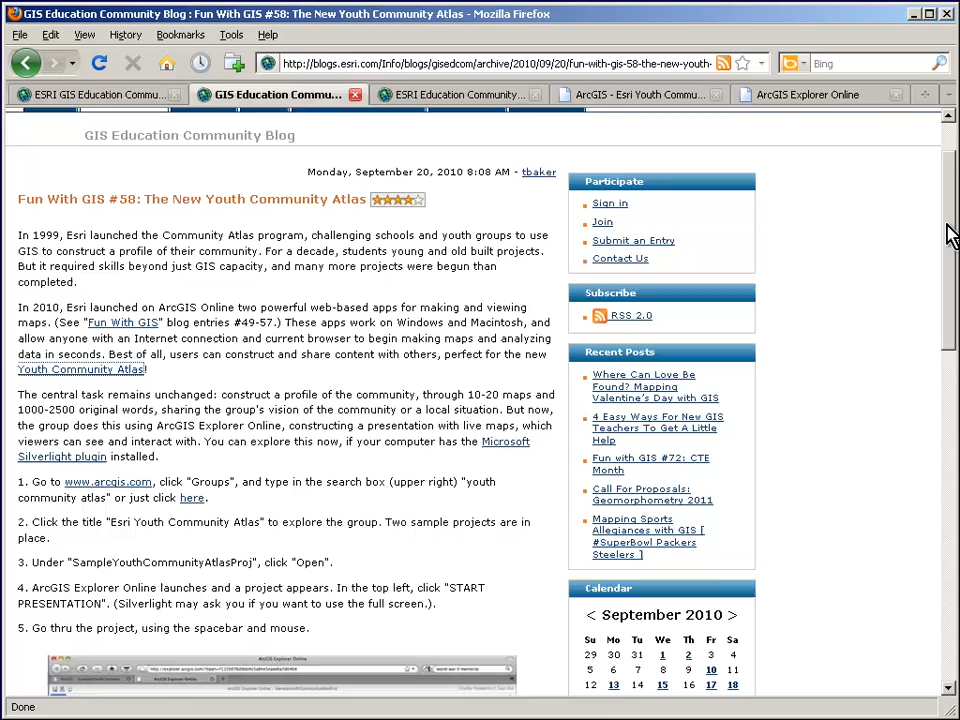 GIS Education Community Blog : Fun With GIS #58: The New Youth Community Atlas - Mozilla Firefox
File Edit View History Bookmarks Tools Help
http://blogs.esri.com/Info/blogs/gisedcom/archive/2010/09/20/fun-with-gis-58-the-new-youth- Bing
ESRI GIS Education Commu... GIS Education Commu... ESRI Education Community... ArcGIS - Esri Youth Commu... ArcGIS Explorer Online
GIS Education Community Blog
Monday, September 20, 2010 8:08 AM - tbaker
Fun With GIS #58: The New Youth Community Atlas
In 1999, Esri launched the Community Atlas program, challenging schools and youth groups to use
GIS to construct a profile of their community. For a decade, students young and old built projects.
But it required skills beyond just GIS capacity, and many more projects were begun than
completed.
In 2010, Esri launched on ArcGIS Online two powerful web-based apps for making and viewing
maps. (See "Fun With GIS" blog entries #49-57.) These apps work on Windows and Macintosh, and
allow anyone with an Internet connection and current browser to begin making maps and analyzing
data in seconds. Best of all, users can construct and share content with others, perfect for the new
Youth Community Atlas!
The central task remains unchanged: construct a profile of the community, through 10-20 maps and
1000-2500 original words, sharing the group's vision of the community or a local situation. But now,
the group does this using ArcGIS Explorer Online, constructing a presentation with live maps, which
viewers can see and interact with. You can explore this now, if your computer has the Microsoft
Silverlight plugin installed.
1. Go to www.arcgis.com, click "Groups", and type in the search box (upper right) "youth
community atlas" or just click here.
2. Click the title "Esri Youth Community Atlas" to explore the group. Two sample projects are in
place.
3. Under "SampleYouthCommunityAtlasProj", click "Open".
4. ArcGIS Explorer Online launches and a project appears. In the top left, click "START
PRESENTATION". (Silverlight may ask you if you want to use the full screen.).
5. Go thru the project, using the spacebar and mouse.
ArcGIS Explorer Online
Participate
Sign in
Join
Submit an Entry
Contact Us
Subscribe
RSS 2.0
Recent Posts
Where Can Love Be
Found? Mapping
Valentine's Day with GIS
4 Easy Ways For New GIS
Teachers To Get A Little
Help
Fun with GIS #72: CTE
Month
Call For Proposals:
Geomorphometry 2011
Mapping Sports
Allegiances with GIS [
#SuperBowl Packers
Steelers ]
Calendar
< September 2010 >
Su Mo Tu We Th Fr Sa
29 30 31 1 2 3 4
5 6 7 8 9 10 11
12 13 14 15 16 17 18
Done